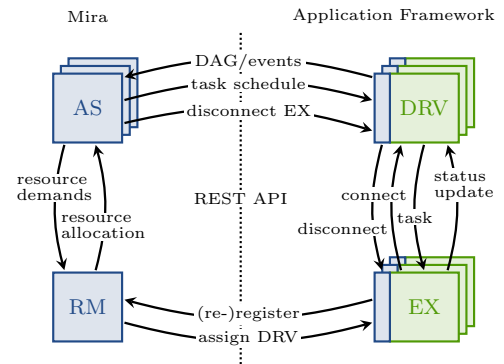 Mira
Application Framework
DAG/events
task schedule
disconnect EX
AS
DRV
resource
demands
resource
allocation
REST API
connect
disconnect
task
status
update
RM
EX
(re-)register
assign DRV